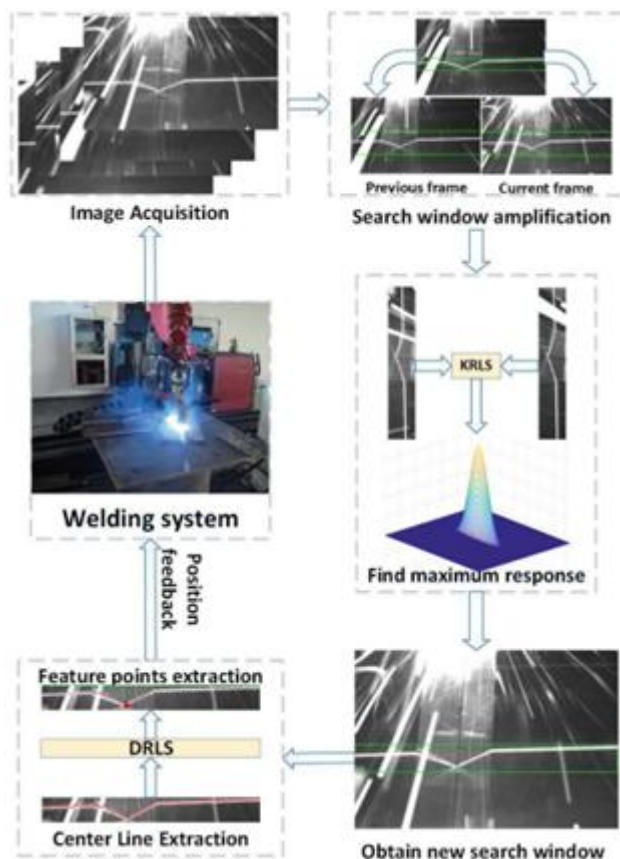 Previous frame
Current frame
Image Acquisition
Search window amplification
KRLS
Welding system
Find maximum response
Position
feedback
Feature points extraction
DRLS
Center Line Extraction
Obtain new search window